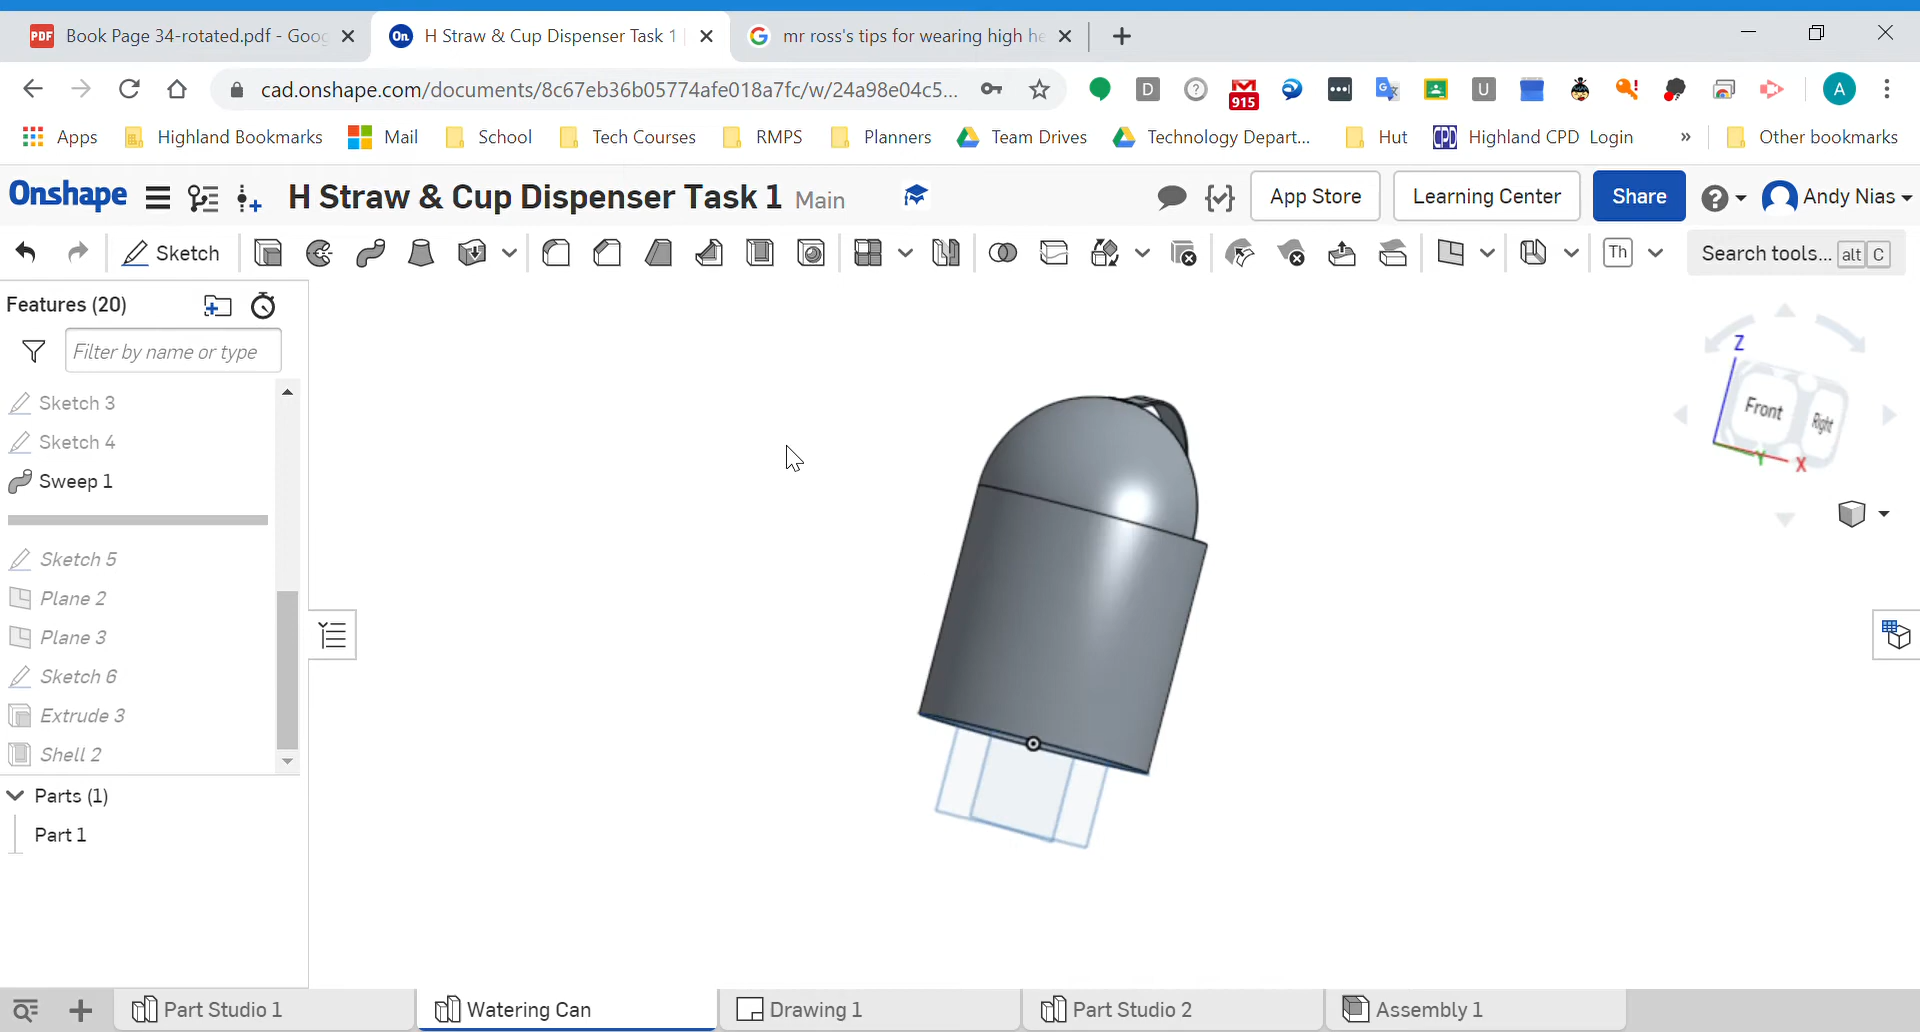 Book Page 34-rotated.pdf - Goog
H Straw & Cup Dispenser Task 1
mr ross's tips for wearing high he
cad.onshape.com/documents/8c67eb36b05774afe018a7fc/w/24a98e04c5...
D
915
U
A
Apps
Highland Bookmarks
Mail
School
Tech Courses
RMPS
Planners
Team Drives
Technology Depart...
Hut
CPD
Highland CPD Login
»
Other bookmarks
Onshape
H Straw & Cup Dispenser Task 1 Main
App Store
Learning Center
Share
Andy Nias
Sketch
Th
Search tools... alt C
Features (20)
Filter by name or type
Sketch 3
Sketch 4
Sweep 1
Sketch 5
Plane 2
Plane 3
Sketch 6
Extrude 3
Shell 2
Parts (1)
Part 1
Z
Front
Right
Y
X
Part Studio 1
Watering Can
Drawing 1
Part Studio 2
Assembly 1